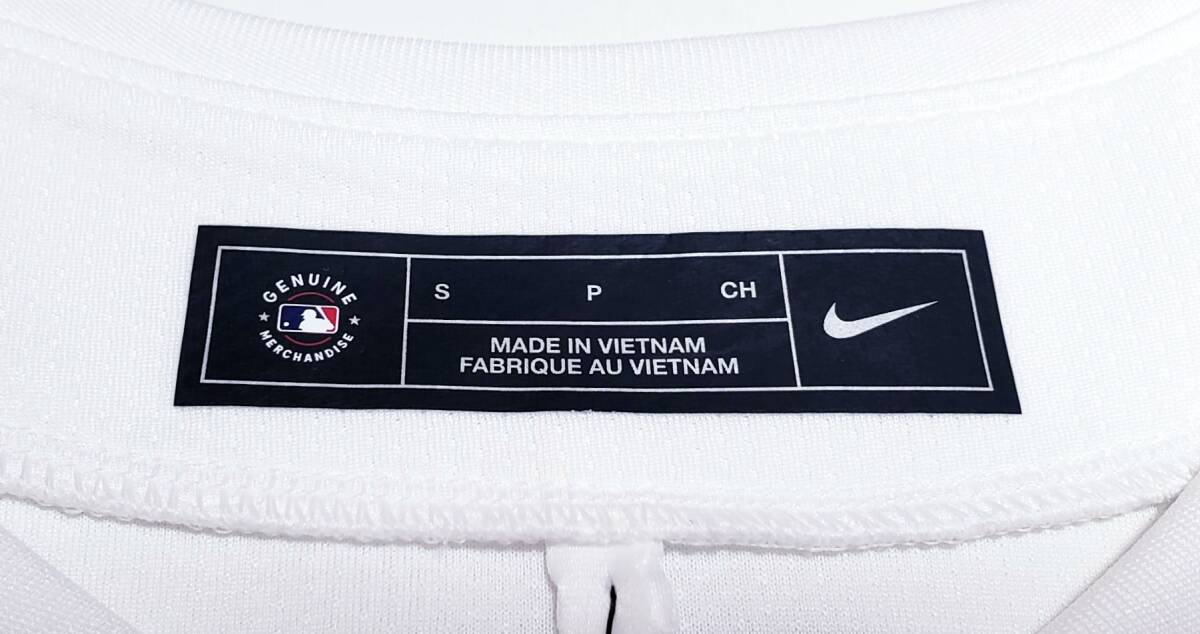 GENUINE
MERCHANDISE
S P CH
MADE IN VIETNAM
FABRIQUE AU VIETNAM